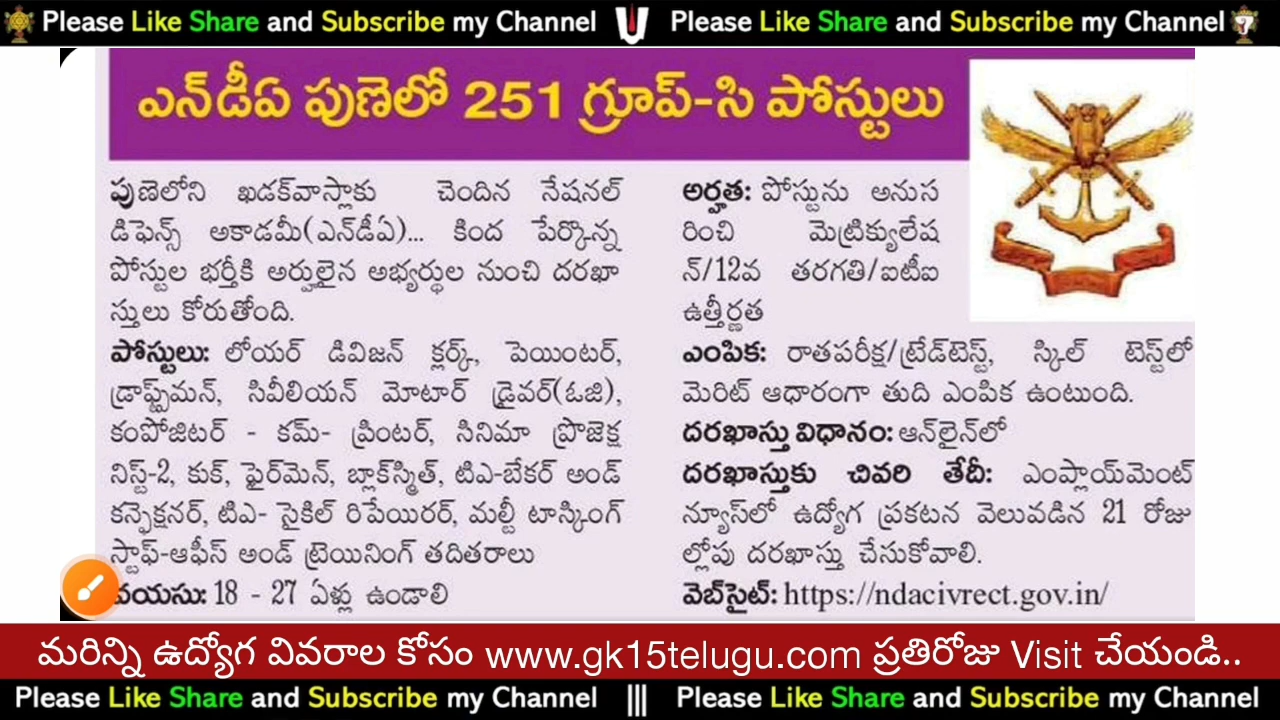 Please Like Share and Subscribe my Channel Please Like Share and Subscribe my Channel
ఎన్‌డీఏ పుణెలో 251 గ్రూప్-సి పోస్టులు
పుణెలోని ఖడక్‌వాస్లాకు చెందిన నేషనల్
డిఫెన్స్ అకాడమీ(ఎన్‌డీఏ)... కింద పేర్కొన్న
పోస్టుల భర్తీకి అర్హులైన అభ్యర్థుల నుంచి దరఖా
స్తులు కోరుతోంది.
పోస్టులు: లోయర్ డివిజన్ క్లర్క్, పెయింటర్,
డ్రాఫ్ట్స్‌మన్, సివీలియన్ మోటార్ డ్రైవర్(ఓజి),
కంపోజిటర్ - కమ్- ప్రింటర్, సినిమా ప్రొజెక్ష
నిస్ట్-2, కుక్, ఫైర్‌మెన్, బ్లాక్‌స్మిత్, టిఎ-బేకర్ అండ్
కన్ఫెక్షనర్, టిఎ- సైకిల్ రిపేయిరర్, మల్టీ టాస్కింగ్
స్టాఫ్-ఆఫీస్ అండ్ ట్రెయినింగ్ తదితరాలు
వయసు: 18 - 27 ఏళ్లు ఉండాలి
అర్హత: పోస్టును అనుస
రించి మెట్రిక్యులేష
న్/12వ తరగతి/ఐటీఐ
ఉత్తీర్ణత
ఎంపిక: రాతపరీక్ష/ట్రేడ్‌టెస్ట్, స్కిల్ టెస్ట్‌లో
మెరిట్ ఆధారంగా తుది ఎంపిక ఉంటుంది.
దరఖాస్తు విధానం: ఆన్‌లైన్‌లో
దరఖాస్తుకు చివరి తేదీ: ఎంప్లాయ్‌మెంట్
న్యూస్‌లో ఉద్యోగ ప్రకటన వెలువడిన 21 రోజు
ల్లోపు దరఖాస్తు చేసుకోవాలి.
వెబ్‌సైట్: https://ndacivrect.gov.in/
మరిన్ని ఉద్యోగ వివరాల కోసం www.gk15telugu.com ప్రతిరోజు Visit చేయండి..
Please Like Share and Subscribe my Channel ||| Please Like Share and Subscribe my Channel